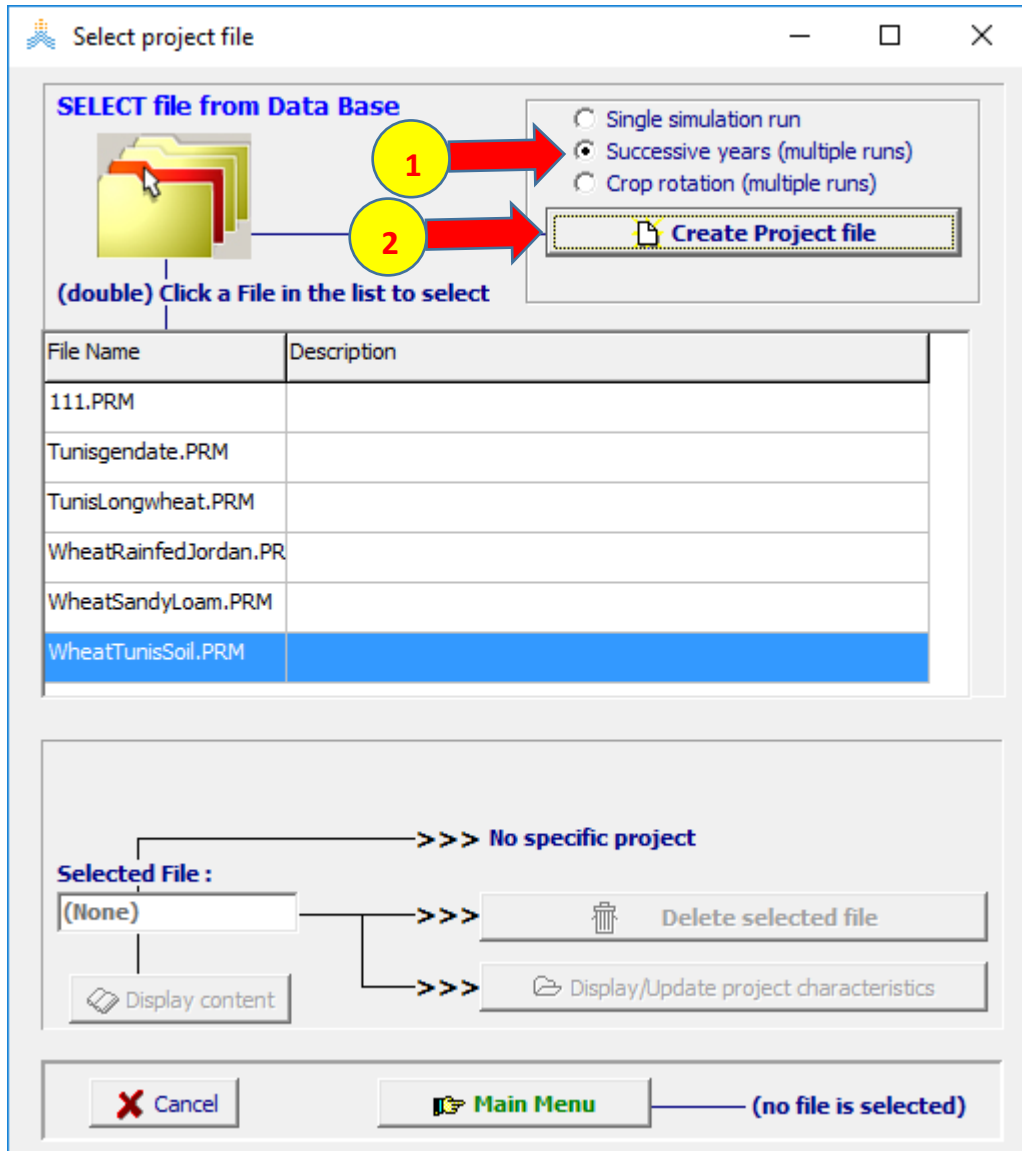 Select project file
SELECT file from Data Base
Single simulation run
1
Successive years (multiple runs)
Crop rotation (multiple runs)
2
Create Project file
(double) Click a File in the list to select
File Name Description
111.PRM
Tunisgendate.PRM
TunisLongwheat.PRM
WheatRainfedJordan.PR
WheatSandyLoam.PRM
WheatTunisSoil.PRM
>>> No specific project
Selected File :
(None)
>>> Delete selected file
Display content
>>> Display/Update project characteristics
Cancel
Main Menu
(no file is selected)